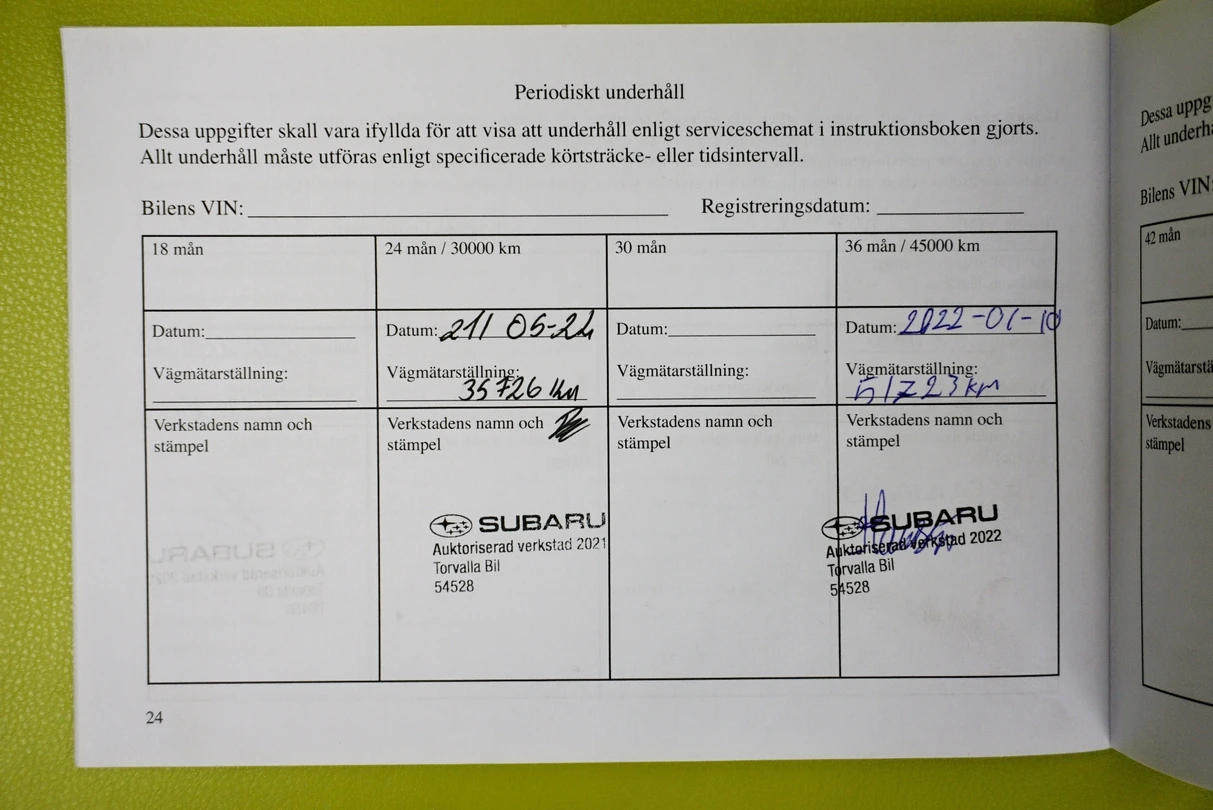 Periodiskt underhåll
Dessa uppgifter skall vara ifyllda för att visa att underhåll enligt serviceschemat i instruktionsboken gjorts.
Allt underhåll måste utföras enligt specificerade körtsträcke- eller tidsintervall.
Bilens VIN:
Registreringsdatum:
18 mån
Datum:
Vägmätarställning:
Verkstadens namn och
stämpel
24 mån / 30000 km
Datum:
Vägmätarställning:
35726 km
Verkstadens namn och
stämpel
SUBARU
Auktoriserad verkstad 2021
Torvalla Bil
54528
30 mån
Datum:
Vägmätarställning:
Verkstadens namn och
stämpel
36 mån / 45000 km
Datum: 2022-01-10
Vägmätarställning:
51723 km
Verkstadens namn och
stämpel
SUBARU
Auktoriserad verkstad 2022
Torvalla Bil
54528
24
Dessa uppg
Allt underh
Bilens VIN:
42 mån
Datum:
Vägmätarstä
Verkstadens
stämpel